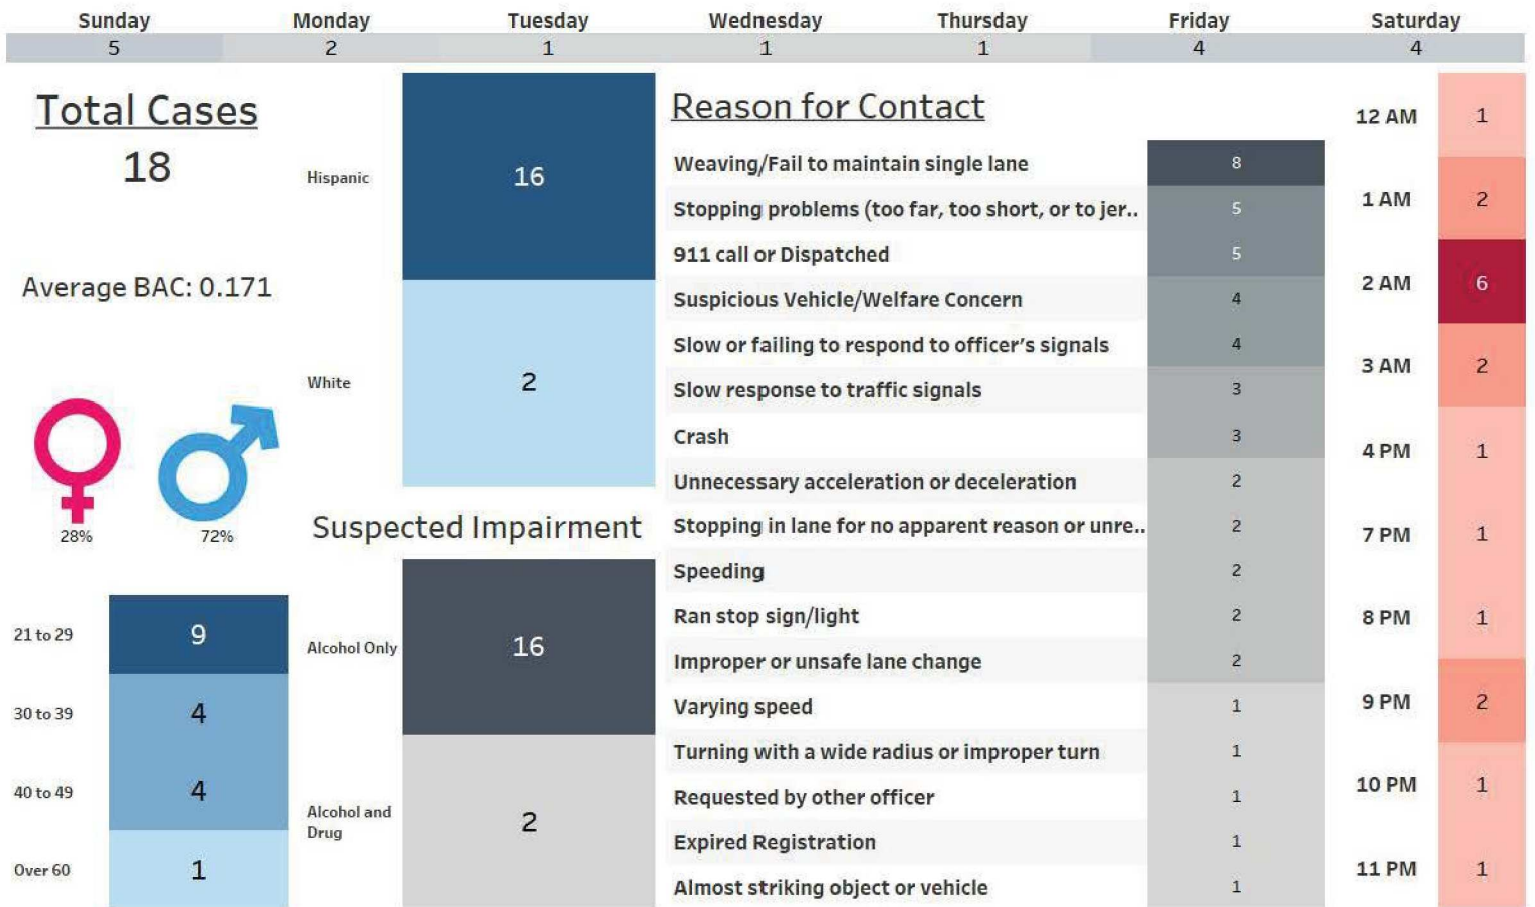 Sunday Monday Tuesday Wednesday Thursday Friday Saturday
5 2 1 1 1 4 4
Total Cases
18
Average BAC: 0.171
28% 72%
21 to 29 9
30 to 39 4
40 to 49 4
Over 60 1
Hispanic 16
White 2
Suspected Impairment
Alcohol Only 16
Alcohol and
Drug
2
Reason for Contact
Weaving/Fail to maintain single lane 8
Stopping problems (too far, too short, or to jer.. 5
911 call or Dispatched 5
Suspicious Vehicle/Welfare Concern 4
Slow or failing to respond to officer's signals 4
Slow response to traffic signals 3
Crash 3
Unnecessary acceleration or deceleration 2
Stopping in lane for no apparent reason or unre.. 2
Speeding 2
Ran stop sign/light 2
Improper or unsafe lane change 2
Varying speed 1
Turning with a wide radius or improper turn 1
Requested by other officer 1
Expired Registration 1
Almost striking object or vehicle 1
12 AM 1
1 AM 2
2 AM 6
3 AM 2
4 PM 1
7 PM 1
8 PM 1
9 PM 2
10 PM 1
11 PM 1